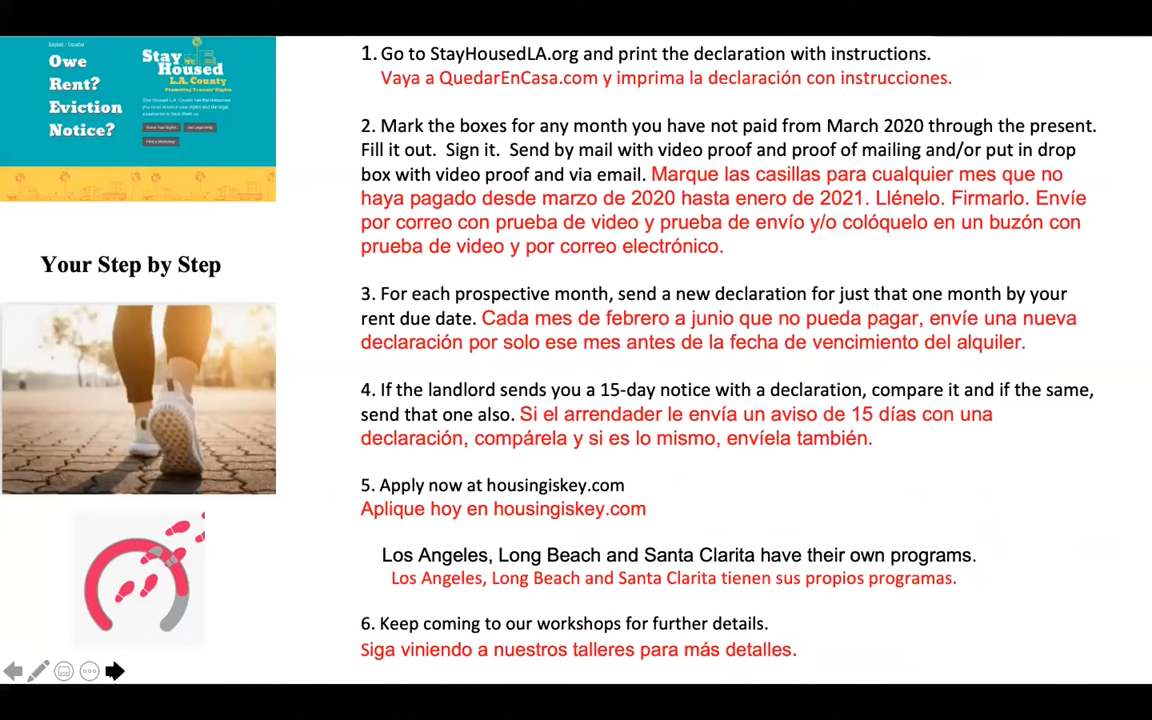 English / Español
Owe
Rent?
Eviction
Notice?
Stay
Housed
L.A. County
Promoting Tenants' Rights
Your Step by Step
1. Go to StayHousedLA.org and print the declaration with instructions.
Vaya a QuedarEnCasa.com y imprima la declaración con instrucciones.
2. Mark the boxes for any month you have not paid from March 2020 through the present.
Fill it out. Sign it. Send by mail with video proof and proof of mailing and/or put in drop
box with video proof and via email. Marque las casillas para cualquier mes que no
haya pagado desde marzo de 2020 hasta enero de 2021. Llénelo. Firmarlo. Envíe
por correo con prueba de video y prueba de envío y/o colóquelo en un buzón con
prueba de video y por correo electrónico.
3. For each prospective month, send a new declaration for just that one month by your
rent due date. Cada mes de febrero a junio que no pueda pagar, envíe una nueva
declaración por solo ese mes antes de la fecha de vencimiento del alquiler.
4. If the landlord sends you a 15-day notice with a declaration, compare it and if the same,
send that one also. Si el arrendader le envía un aviso de 15 días con una
declaración, compárela y si es lo mismo, envíela también.
5. Apply now at housingiskey.com
Aplique hoy en housingiskey.com
Los Angeles, Long Beach and Santa Clarita have their own programs.
Los Angeles, Long Beach and Santa Clarita tienen sus propios programas.
6. Keep coming to our workshops for further details.
Siga viniendo a nuestros talleres para más detalles.